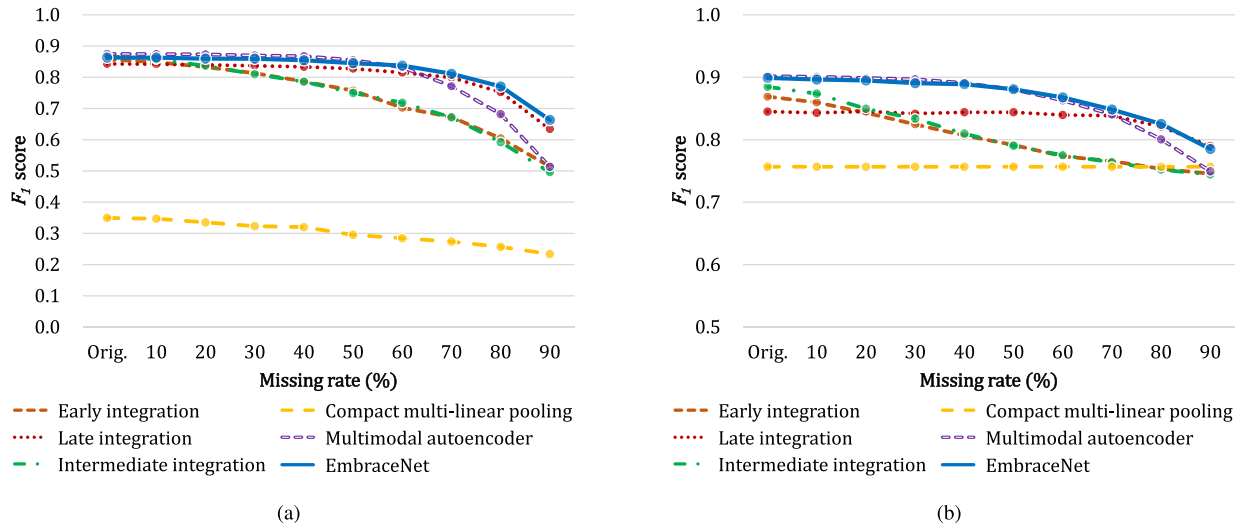 1.0
0.9
0.8
0.7
0.6
0.5
0.4
0.3
0.2
0.1
0.0
F1 score
Orig. 10 20 30 40 50 60 70 80 90
Missing rate (%)
Early integration
Compact multi-linear pooling
Late integration
Multimodal autoencoder
Intermediate integration
EmbraceNet
(a)
1.0
0.9
0.8
0.7
0.6
0.5
F1 score
Orig. 10 20 30 40 50 60 70 80 90
Missing rate (%)
Early integration
Compact multi-linear pooling
Late integration
Multimodal autoencoder
Intermediate integration
EmbraceNet
(b)